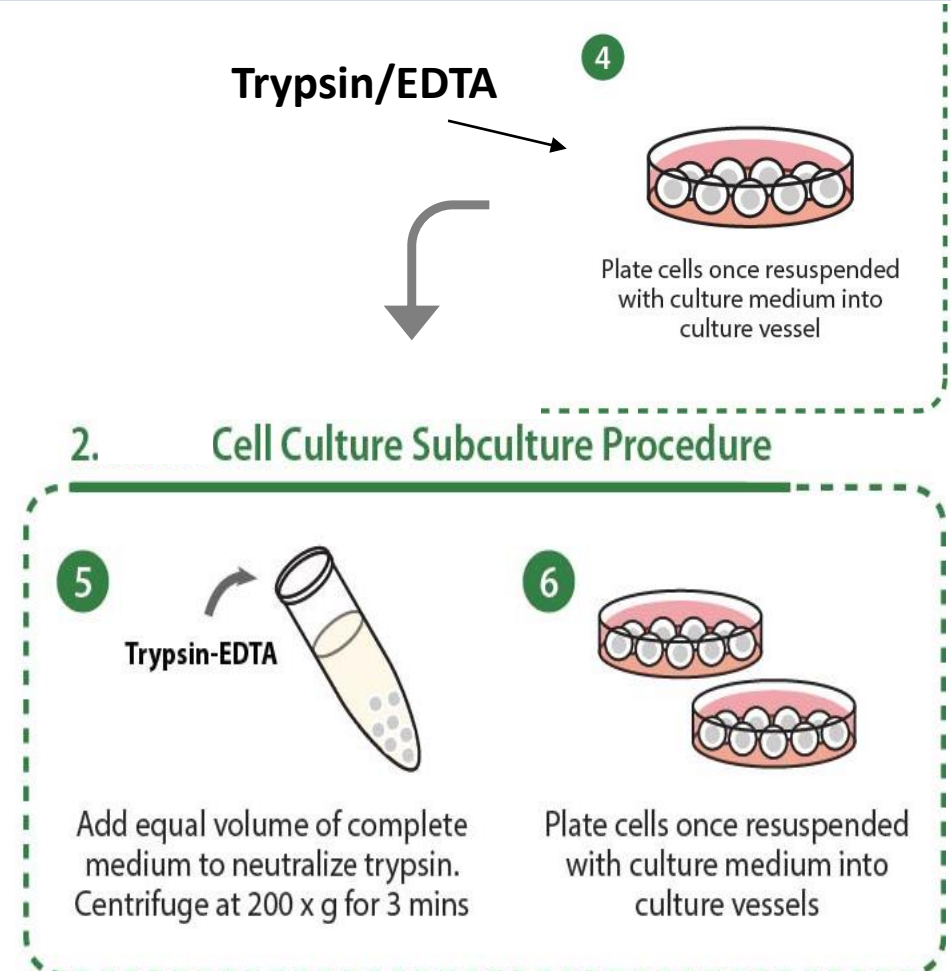 Trypsin/EDTA
4
Plate cells once resuspended
with culture medium into
culture vessel
2. Cell Culture Subculture Procedure
5
Trypsin-EDTA
Add equal volume of complete
medium to neutralize trypsin.
Centrifuge at 200 x g for 3 mins
6
Plate cells once resuspended
with culture medium into
culture vessels